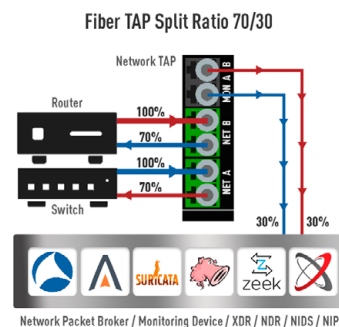 Fiber TAP Split Ratio 70/30
Network TAP
MON A B
Router
100%
NET B
70%
100%
NET A
70%
Switch
30%
30%
SURICATA
zeek
Network Packet Broker / Monitoring Device / XDR / NDR / NIDS / NIP